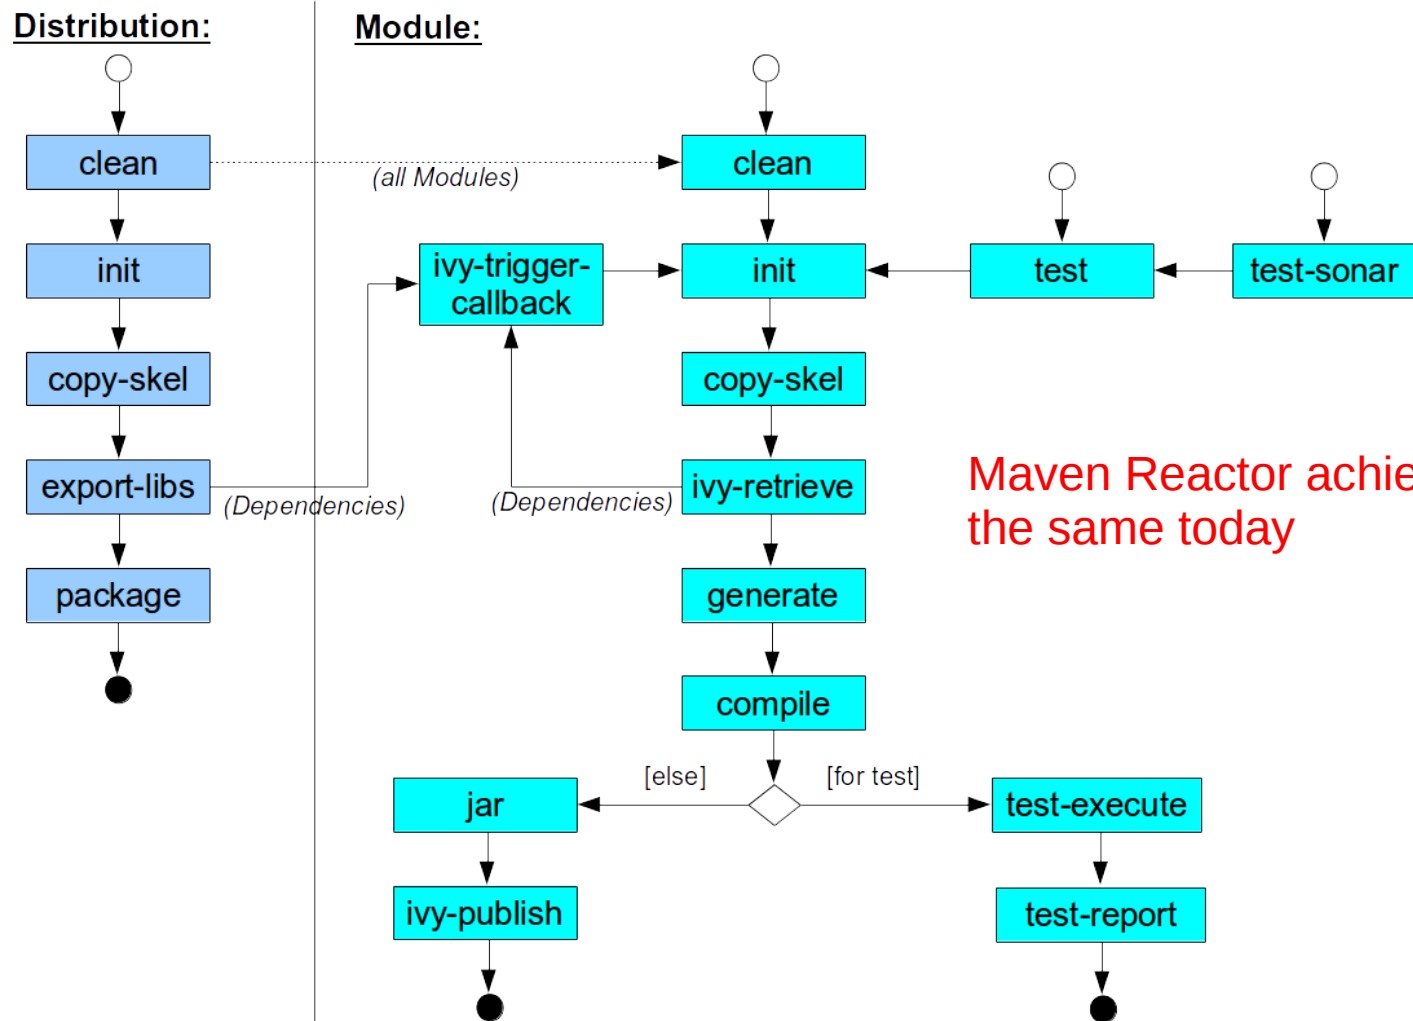 Distribution:
Module:
clean
(all Modules)
clean
init
ivy-trigger-
callback
init
test
test-sonar
copy-skel
copy-skel
export-libs
(Dependencies)
(Dependencies)
ivy-retrieve
Maven Reactor
the same today
package
generate
compile
[else]
[for test]
jar
test-execute
ivy-publish
test-report